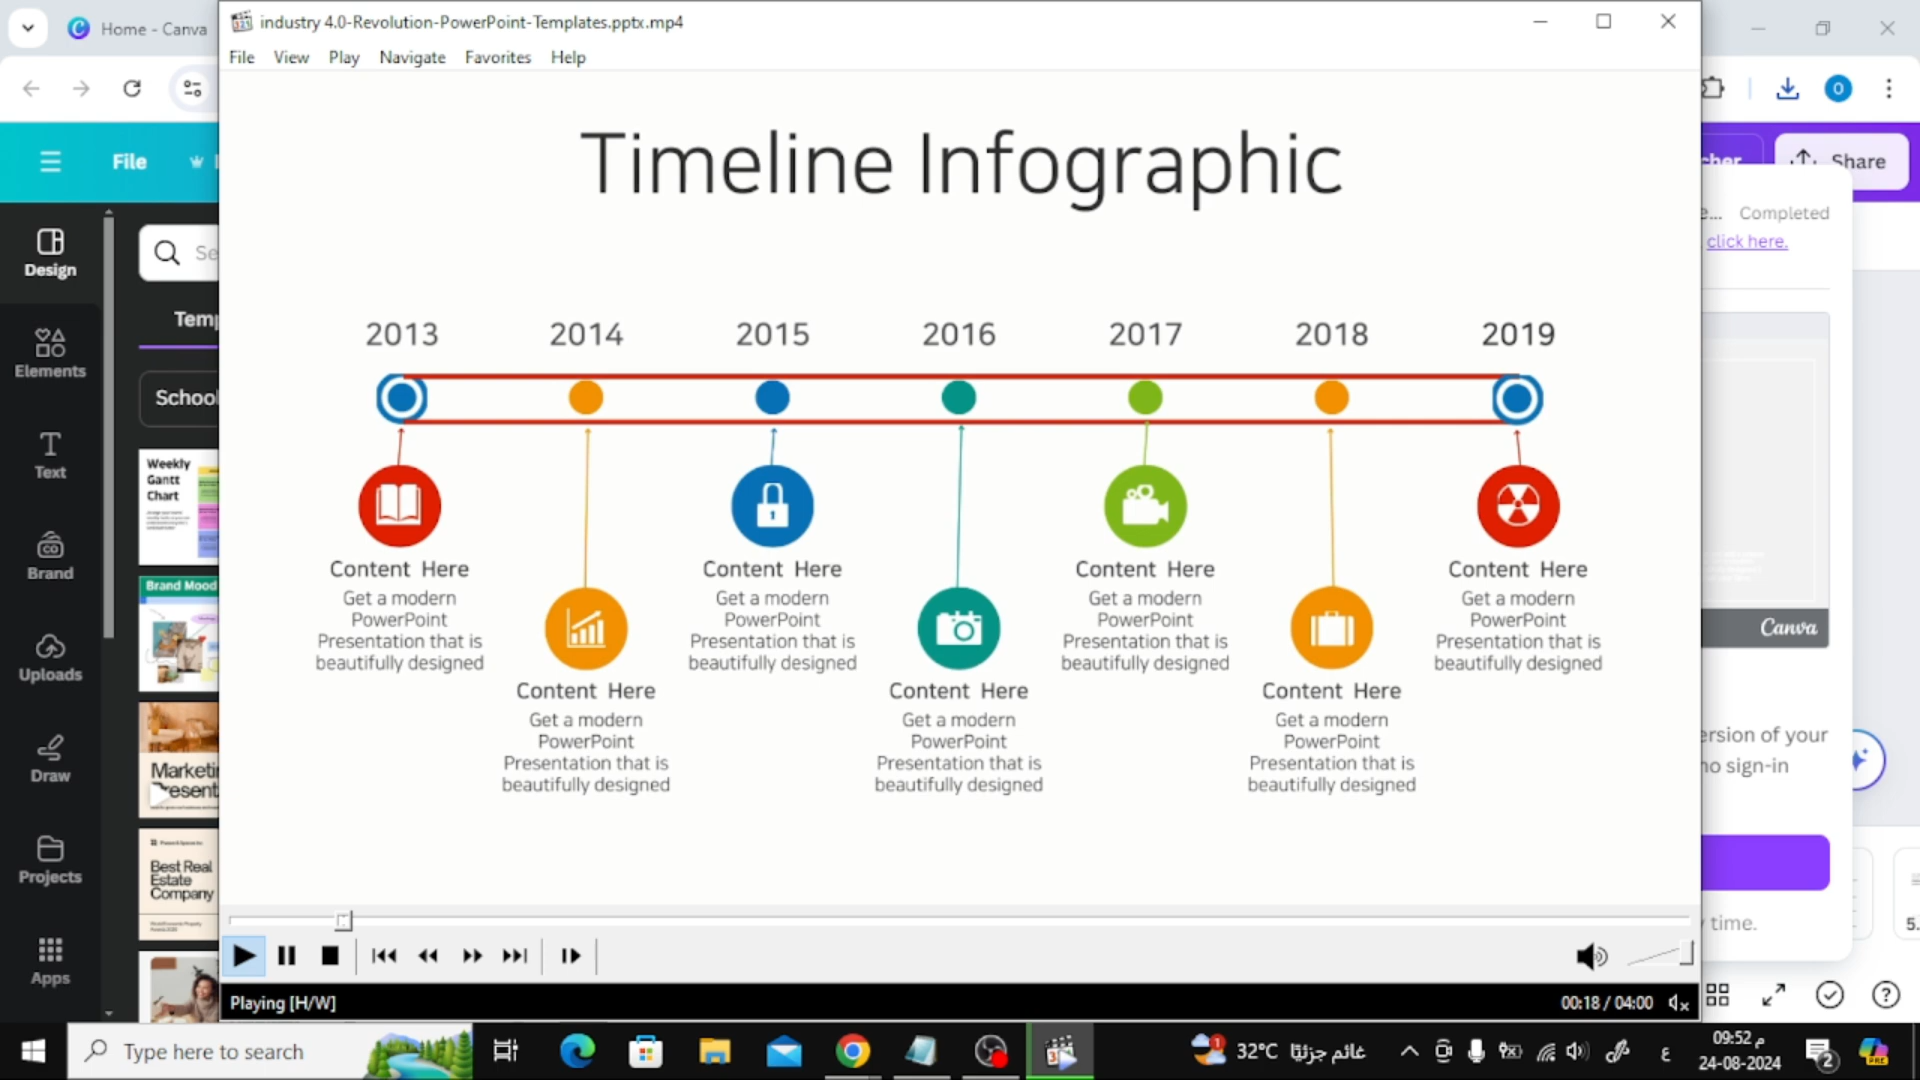 industry 4.0-Revolution-PowerPoint-Templates.pptx.mp4
Home - Canva
File View Play Navigate Favorites Help
File
Share
Timeline Infographic
Completed
click here.
Design
Elements
Text
Brand
Uploads
Draw
Projects
Apps
School
Weekly
Gantt
Chart
Brand Mood
Best Real
Estate
Company
2013 2014 2015 2016 2017 2018 2019
Content Here
Get a modern
PowerPoint
Presentation that is
beautifully designed
Content Here
Get a modern
PowerPoint
Presentation that is
beautifully designed
Content Here
Get a modern
PowerPoint
Presentation that is
beautifully designed
Content Here
Get a modern
PowerPoint
Presentation that is
beautifully designed
Content Here
Get a modern
PowerPoint
Presentation that is
beautifully designed
Content Here
Get a modern
PowerPoint
Presentation that is
beautifully designed
Content Here
Get a modern
PowerPoint
Presentation that is
beautifully designed
Canva
of your
no sign-in
time.
Playing [H/W]
00:18 / 04:00
Type here to search
32°C غائم جزئيًا
ع
09:52 م
24-08-2024
2